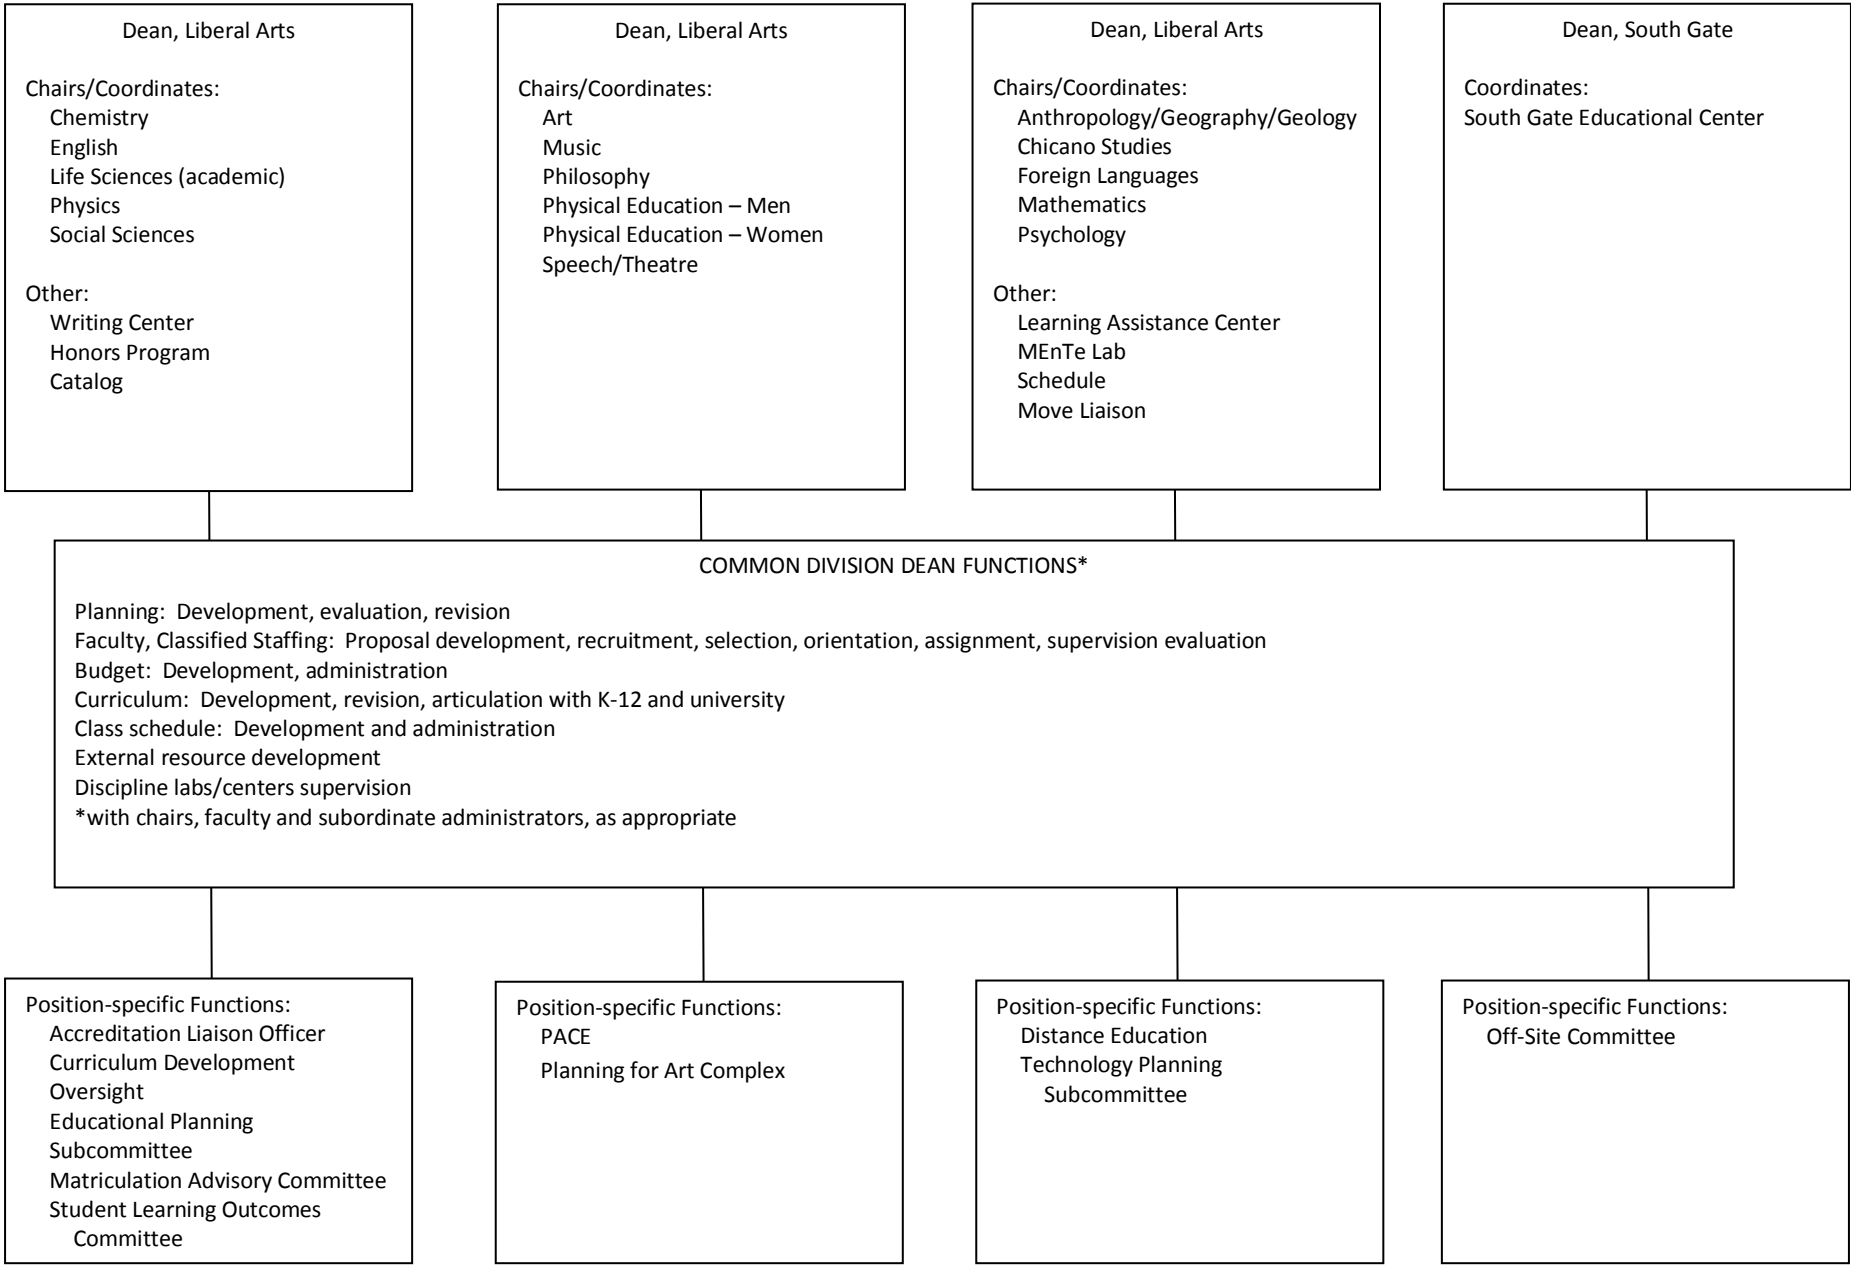 Dean, Liberal Arts
Chairs/Coordinates:
Chemistry
English
Life Sciences (academic)
Physics
Social Sciences
Other:
Writing Center
Honors Program
Catalog
Dean, Liberal Arts
Chairs/Coordinates:
Art
Music
Philosophy
Physical Education – Men
Physical Education – Women
Speech/Theatre
Dean, Liberal Arts
Chairs/Coordinates:
Anthropology/Geography/Geology
Chicano Studies
Foreign Languages
Mathematics
Psychology
Other:
Learning Assistance Center
MEnTe Lab
Schedule
Move Liaison
Dean, South Gate
Coordinates:
South Gate Educational Center
COMMON DIVISION DEAN FUNCTIONS*
Planning: Development, evaluation, revision
Faculty, Classified Staffing: Proposal development, recruitment, selection, orientation, assignment, supervision evaluation
Budget: Development, administration
Curriculum: Development, revision, articulation with K-12 and university
Class schedule: Development and administration
External resource development
Discipline labs/centers supervision
*with chairs, faculty and subordinate administrators, as appropriate
Position-specific Functions:
Accreditation Liaison Officer
Curriculum Development
Oversight
Educational Planning
Subcommittee
Matriculation Advisory Committee
Student Learning Outcomes
Committee
Position-specific Functions:
PACE
Planning for Art Complex
Position-specific Functions:
Distance Education
Technology Planning
Subcommittee
Position-specific Functions:
Off-Site Committee